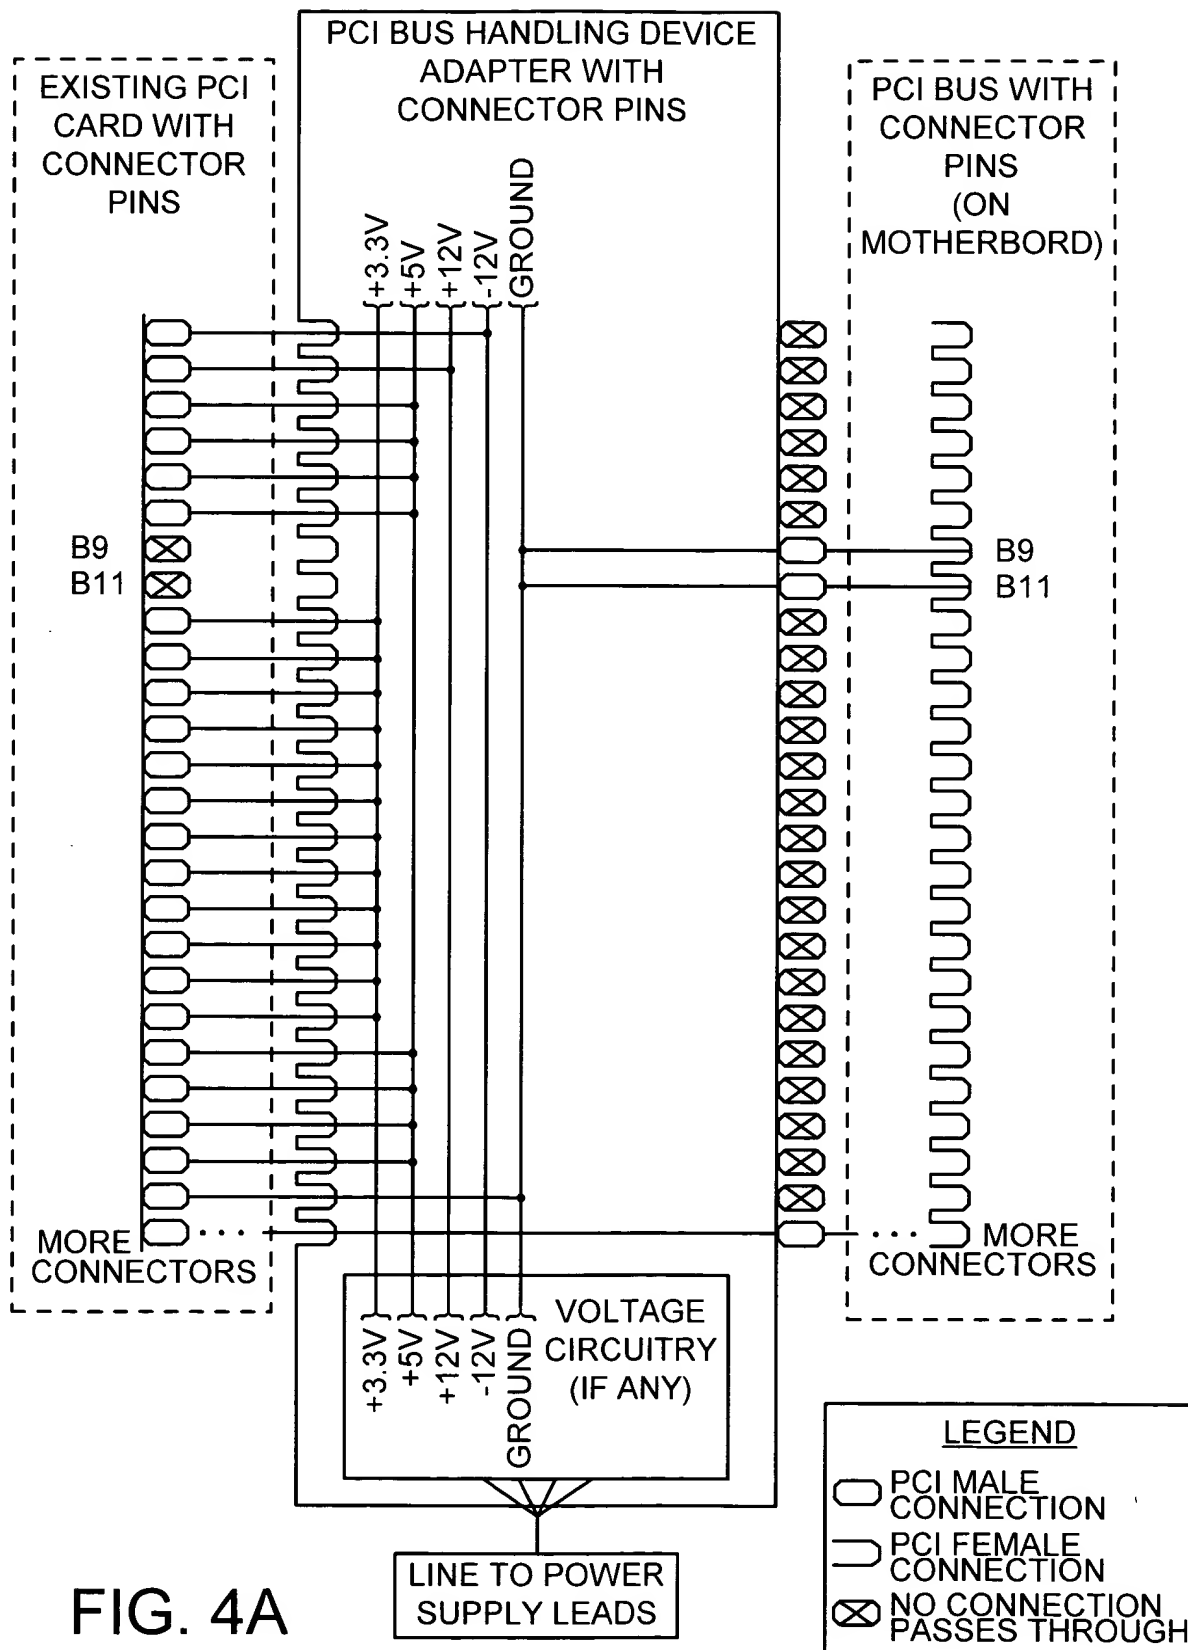 PCI BUS HANDLING DEVICE
ADAPTER WITH
CONNECTOR PINS
EXISTING PCI
CARD WITH
CONNECTOR
PINS
PCI BUS WITH
CONNECTOR
PINS
(ON
MOTHERBORD)
+3.3V
+5V
+12V
-12V
GROUND
B9
B11
B9
B11
MORE
CONNECTORS
MORE
CONNECTORS
+3.3V
+5V
+12V
-12V
GROUND
VOLTAGE
CIRCUITRY
(IF ANY)
LINE TO POWER
SUPPLY LEADS
LEGEND
PCI MALE
CONNECTION
PCI FEMALE
CONNECTION
NO CONNECTION
PASSES THROUGH
FIG. 4A